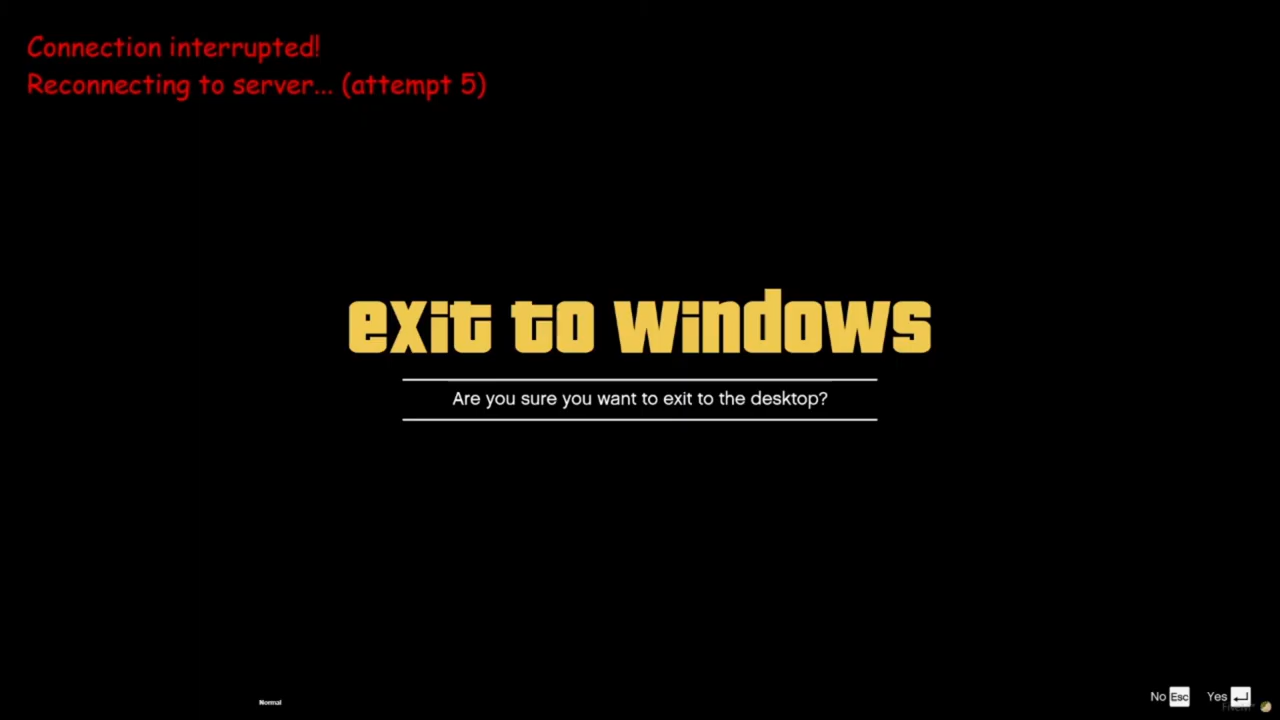 Connection interrupted!
Reconnecting to server... (attempt 5)
exit to windows
Are you sure you want to exit to the desktop?
Normal
No Esc Yes
FiveM